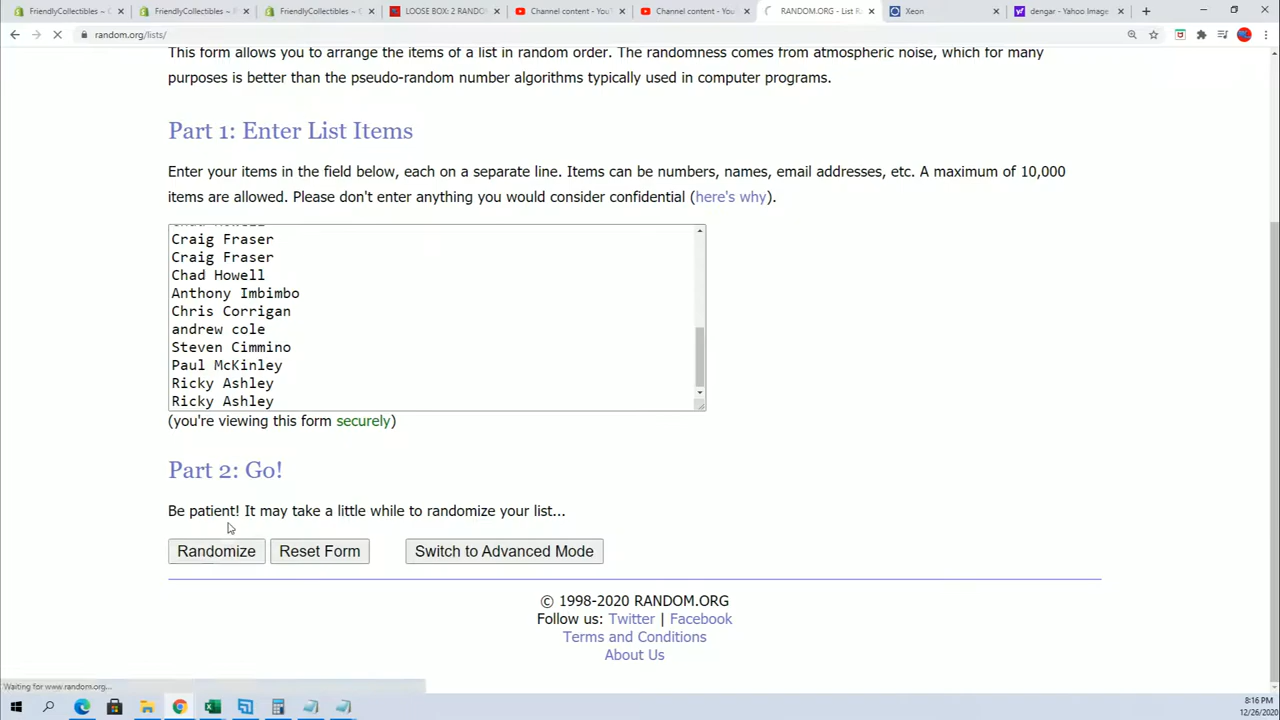 FriendlyCollectibles ~ C
FriendlyCollectibles ~ P
FriendlyCollectibles ~ C
LOOSE BOX: 2 RANDO
Channel content - YouT
Channel content - You
RANDOM.ORG - List R
Xeon
dengar - Yahoo Image
random.org/lists/
This form allows you to arrange the items of a list in random order. The randomness comes from atmospheric noise, which for many
purposes is better than the pseudo-random number algorithms typically used in computer programs.
Part 1: Enter List Items
Enter your items in the field below, each on a separate line. Items can be numbers, names, email addresses, etc. A maximum of 10,000
items are allowed. Please don't enter anything you would consider confidential (here's why).
Craig Fraser
Craig Fraser
Chad Howell
Anthony Imbimbo
Chris Corrigan
andrew cole
Steven Cimmino
Paul McKinley
Ricky Ashley
Ricky Ashley
(you're viewing this form securely)
Part 2: Go!
Be patient! It may take a little while to randomize your list...
Randomize
Reset Form
Switch to Advanced Mode
© 1998-2020 RANDOM.ORG
Follow us: Twitter | Facebook
Terms and Conditions
About Us
Waiting for www.random.org...
8:16 PM
12/26/2020